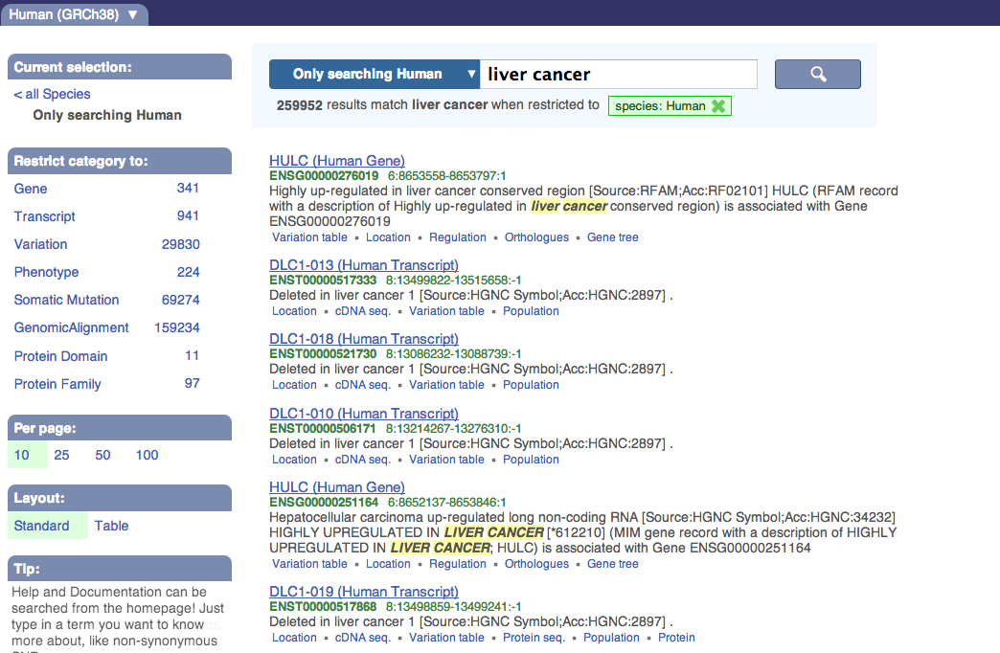 Human (GRCh38) ▼
Current selection:
< all Species
Only searching Human
Restrict category to:
Gene 341
Transcript 941
Variation 29830
Phenotype 224
Somatic Mutation 69274
GenomicAlignment 159234
Protein Domain 11
Protein Family 97
Per page:
10 25 50 100
Layout:
Standard Table
Tip:
Help and Documentation can be
searched from the homepage! Just
type in a term you want to know
more about, like non-synonymous
Only searching Human ▼ liver cancer
259952 results match liver cancer when restricted to species: Human
HULC (Human Gene)
ENSG00000276019 6:8653558-8653797:1
Highly up-regulated in liver cancer conserved region [Source:RFAM;Acc:RF02101] HULC (RFAM record
with a description of Highly up-regulated in liver cancer conserved region) is associated with Gene
ENSG00000276019
Variation table • Location • Regulation • Orthologues • Gene tree
DLC1-013 (Human Transcript)
ENST00000517333 8:13499822-13515658:-1
Deleted in liver cancer 1 [Source:HGNC Symbol;Acc:HGNC:2897] .
Location • cDNA seq. • Variation table • Population
DLC1-018 (Human Transcript)
ENST00000521730 8:13086232-13088739:-1
Deleted in liver cancer 1 [Source:HGNC Symbol;Acc:HGNC:2897] .
Location • cDNA seq. • Variation table • Population
DLC1-010 (Human Transcript)
ENST00000506171 8:13214267-13276310:-1
Deleted in liver cancer 1 [Source:HGNC Symbol;Acc:HGNC:2897] .
Location • cDNA seq. • Variation table • Population
HULC (Human Gene)
ENSG00000251164 6:8652137-8653846:1
Hepatocellular carcinoma up-regulated long non-coding RNA [Source:HGNC Symbol;Acc:HGNC:34232]
HIGHLY UPREGULATED IN LIVER CANCER [*612210] (MIM gene record with a description of HIGHLY
UPREGULATED IN LIVER CANCER; HULC) is associated with Gene ENSG00000251164
Variation table • Location • Regulation • Orthologues • Gene tree
DLC1-019 (Human Transcript)
ENST00000517868 8:13498859-13499241:-1
Deleted in liver cancer 1 [Source:HGNC Symbol;Acc:HGNC:2897] .
Location • cDNA seq. • Variation table • Protein seq. • Population • Protein